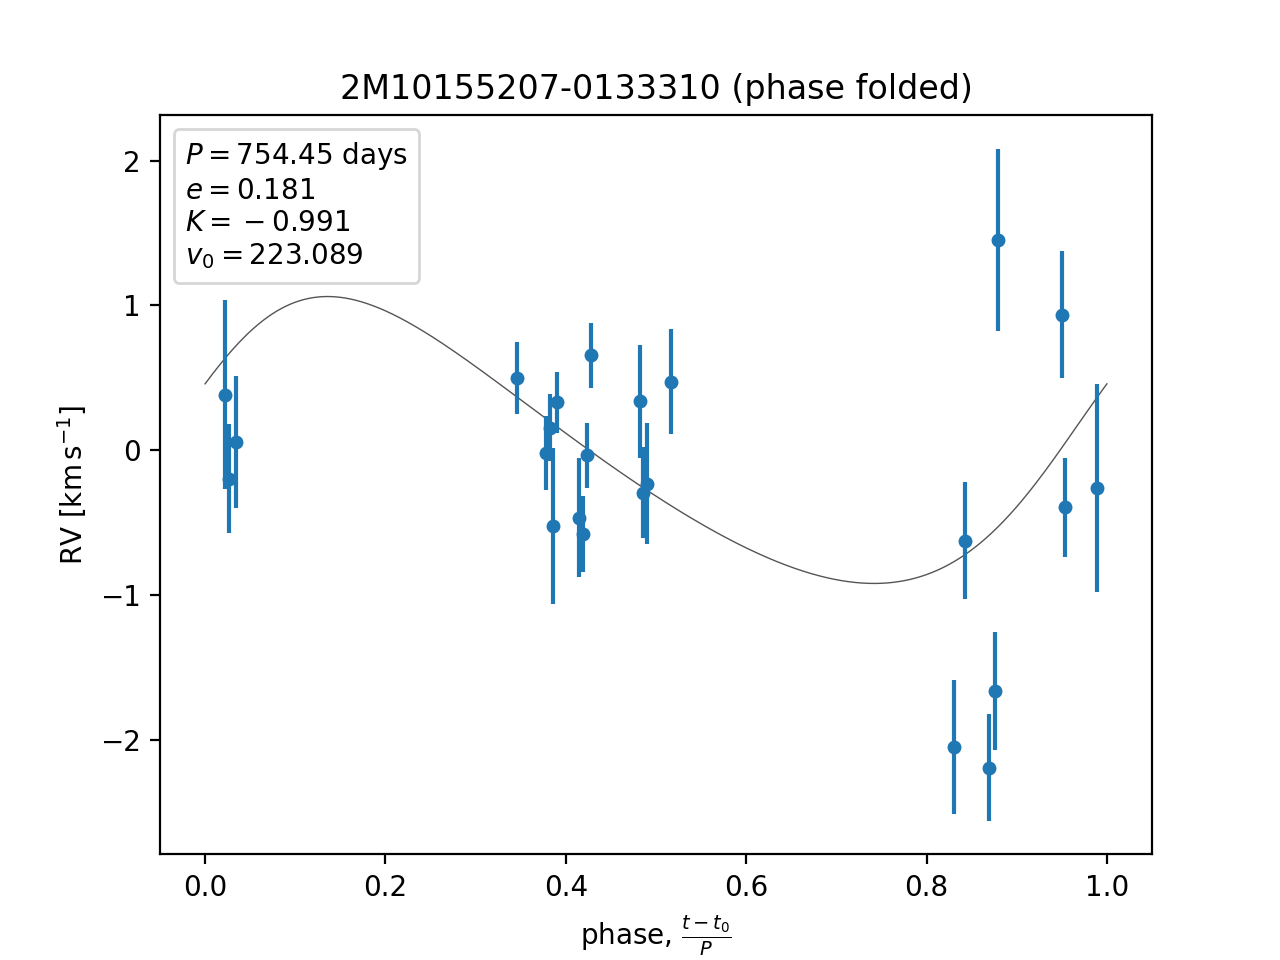 2M10155207-0133310 (phase folded)
P = 754.45 days
e = 0.181
K = −0.991
v₀ = 223.089
2
1
0
−1
−2
RV [km s⁻¹]
0.0 0.2 0.4 0.6 0.8 1.0
phase, (t − t₀)/P